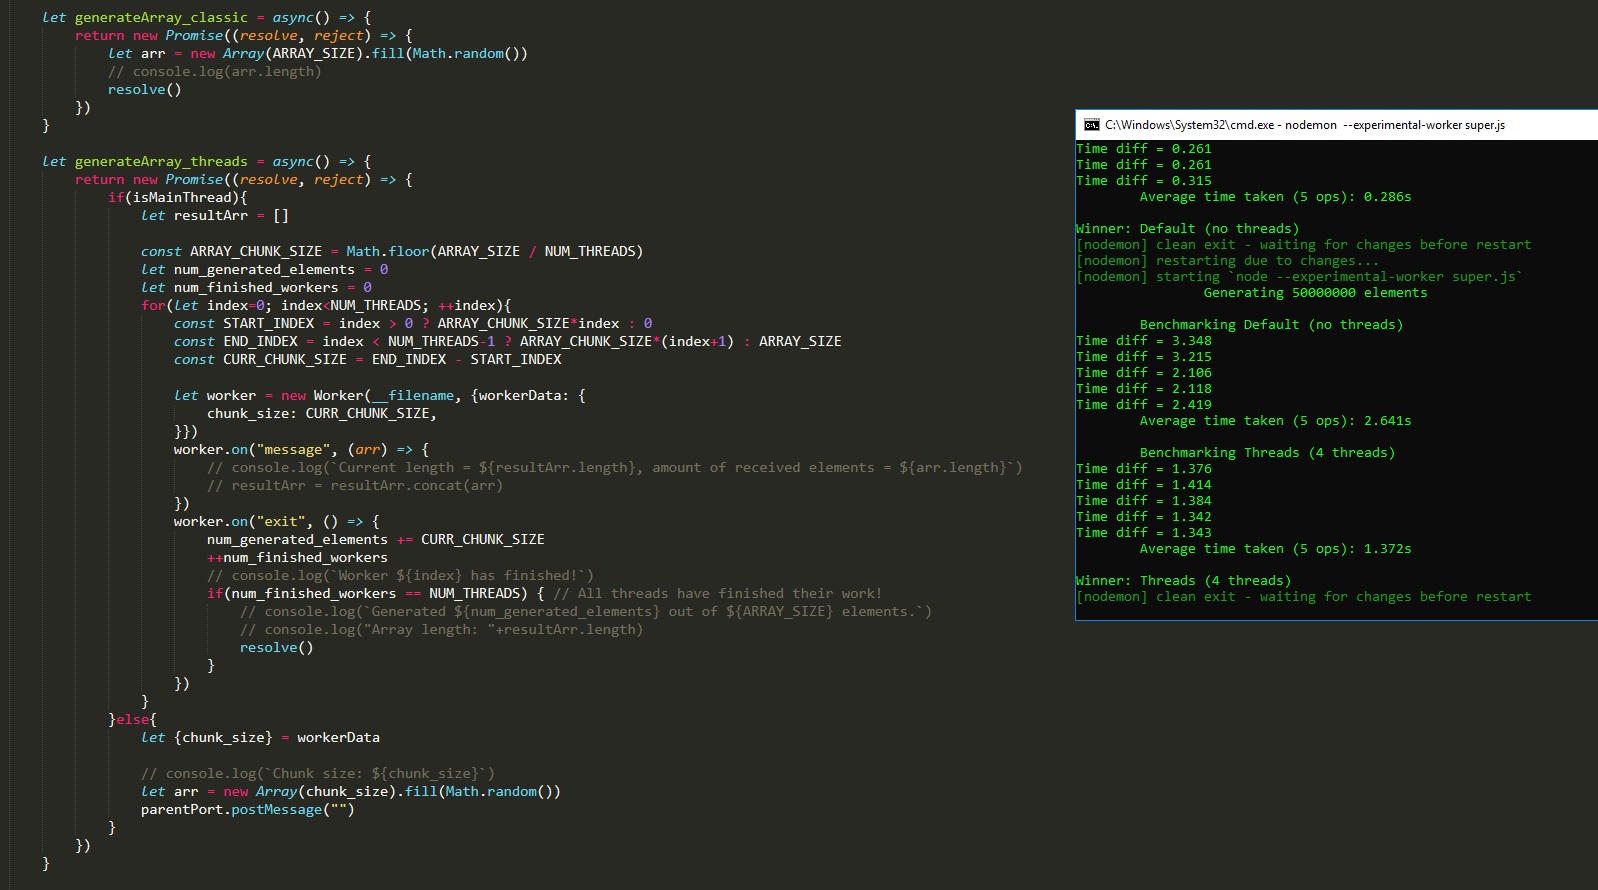 let generateArray_classic = async() => {
    return new Promise((resolve, reject) => {
        let arr = new Array(ARRAY_SIZE).fill(Math.random())
        // console.log(arr.length)
        resolve()
    })
}

let generateArray_threads = async() => {
    return new Promise((resolve, reject) => {
        if(isMainThread){
            let resultArr = []

            const ARRAY_CHUNK_SIZE = Math.floor(ARRAY_SIZE / NUM_THREADS)
            let num_generated_elements = 0
            let num_finished_workers = 0
            for(let index=0; index<NUM_THREADS; ++index){
                const START_INDEX = index > 0 ? ARRAY_CHUNK_SIZE*index : 0
                const END_INDEX = index < NUM_THREADS-1 ? ARRAY_CHUNK_SIZE*(index+1) : ARRAY_SIZE
                const CURR_CHUNK_SIZE = END_INDEX - START_INDEX

                let worker = new Worker(__filename, {workerData: {
                    chunk_size: CURR_CHUNK_SIZE,
                }})
                worker.on("message", (arr) => {
                    // console.log(`Current length = ${resultArr.length}, amount of received elements = ${arr.length}`)
                    // resultArr = resultArr.concat(arr)
                })
                worker.on("exit", () => {
                    num_generated_elements += CURR_CHUNK_SIZE
                    ++num_finished_workers
                    // console.log(`Worker ${index} has finished!`)
                    if(num_finished_workers == NUM_THREADS) { // All threads have finished their work!
                        // console.log(`Generated ${num_generated_elements} out of ${ARRAY_SIZE} elements.`)
                        // console.log("Array length: "+resultArr.length)
                        resolve()
                    }
                })
            }
        }else{
            let {chunk_size} = workerData

            // console.log(`Chunk size: ${chunk_size}`)
            let arr = new Array(chunk_size).fill(Math.random())
            parentPort.postMessage("")
        }
    })
}
C:\Windows\System32\cmd.exe - nodemon  --experimental-worker super.js
Time diff = 0.261
Time diff = 0.261
Time diff = 0.315
        Average time taken (5 ops): 0.286s

Winner: Default (no threads)
[nodemon] clean exit - waiting for changes before restart
[nodemon] restarting due to changes...
[nodemon] starting `node --experimental-worker super.js`
                Generating 50000000 elements

        Benchmarking Default (no threads)
Time diff = 3.348
Time diff = 3.215
Time diff = 2.106
Time diff = 2.118
Time diff = 2.419
        Average time taken (5 ops): 2.641s

        Benchmarking Threads (4 threads)
Time diff = 1.376
Time diff = 1.414
Time diff = 1.384
Time diff = 1.342
Time diff = 1.343
        Average time taken (5 ops): 1.372s

Winner: Threads (4 threads)
[nodemon] clean exit - waiting for changes before restart